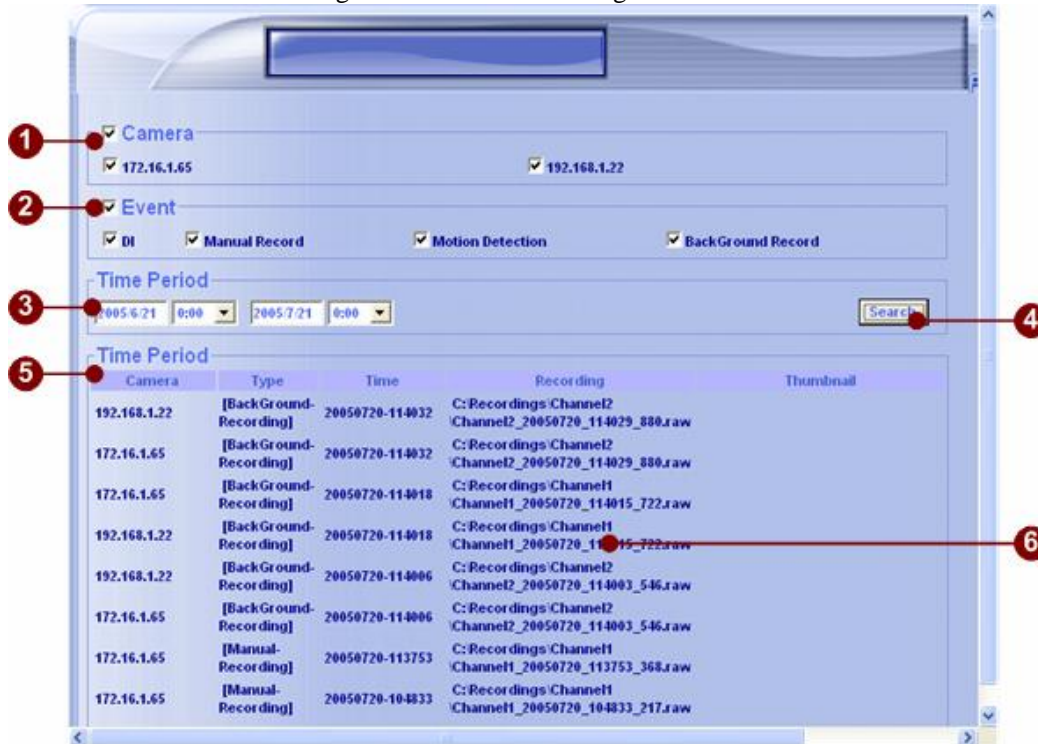 1
Camera
172.16.1.65 192.168.1.22
2
Event
DI Manual Record Motion Detection BackGround Record
Time Period
3
2005/6/21 0:00 2005/7/21 0:00 Search
4
Time Period
5
Camera Type Time Recording Thumbnail
192.168.1.22 [BackGround-Recording] 20050720-114032 C:\Recordings\Channel2\Channel2_20050720_114029_880.raw
172.16.1.65 [BackGround-Recording] 20050720-114032 C:\Recordings\Channel2\Channel2_20050720_114029_880.raw
172.16.1.65 [BackGround-Recording] 20050720-114018 C:\Recordings\Channel1\Channel1_20050720_114015_722.raw
192.168.1.22 [BackGround-Recording] 20050720-114018 C:\Recordings\Channel1\Channel1_20050720_114015_722.raw
6
192.168.1.22 [BackGround-Recording] 20050720-114006 C:\Recordings\Channel2\Channel2_20050720_114003_546.raw
172.16.1.65 [BackGround-Recording] 20050720-114006 C:\Recordings\Channel2\Channel2_20050720_114003_546.raw
172.16.1.65 [Manual-Recording] 20050720-113753 C:\Recordings\Channel1\Channel1_20050720_113753_368.raw
172.16.1.65 [Manual-Recording] 20050720-104833 C:\Recordings\Channel1\Channel1_20050720_104833_217.raw